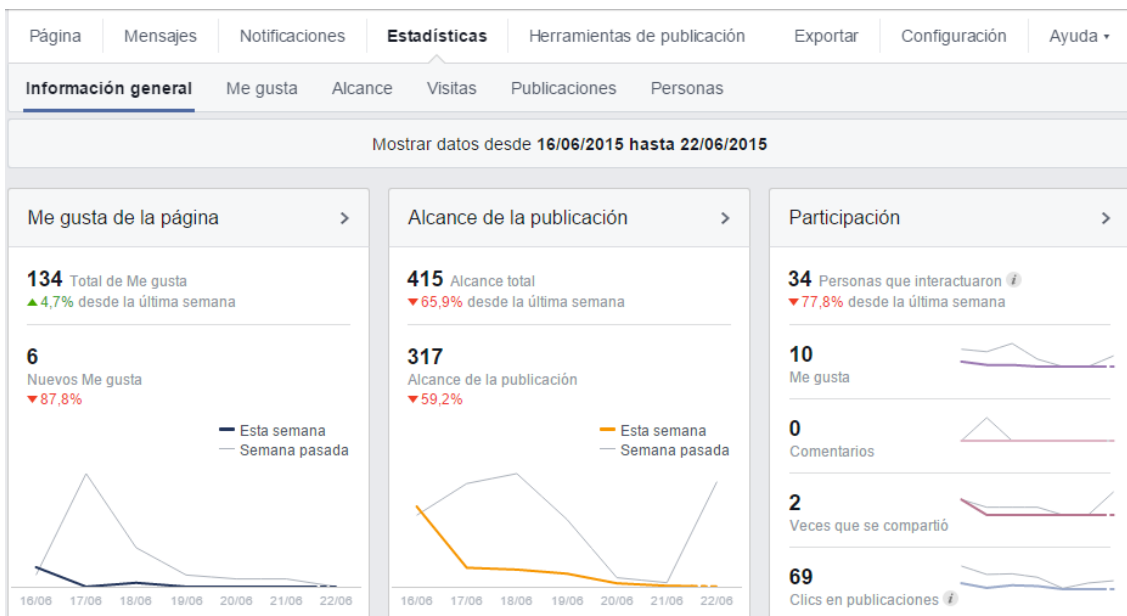 Página Mensajes Notificaciones Estadísticas Herramientas de publicación Exportar Configuración Ayuda
Información general Me gusta Alcance Visitas Publicaciones Personas
Mostrar datos desde 16/06/2015 hasta 22/06/2015
Me gusta de la página
134 Total de Me gusta
4,7% desde la última semana
6
Nuevos Me gusta
87,8%
Esta semana
Semana pasada
16/06 17/06 18/06 19/06 20/06 21/06 22/06
Alcance de la publicación
415 Alcance total
65,9% desde la última semana
317
Alcance de la publicación
59,2%
Esta semana
Semana pasada
16/06 17/06 18/06 19/06 20/06 21/06 22/06
Participación
34 Personas que interactuaron i
77,8% desde la última semana
10
Me gusta
0
Comentarios
2
Veces que se compartió
69
Clics en publicaciones i